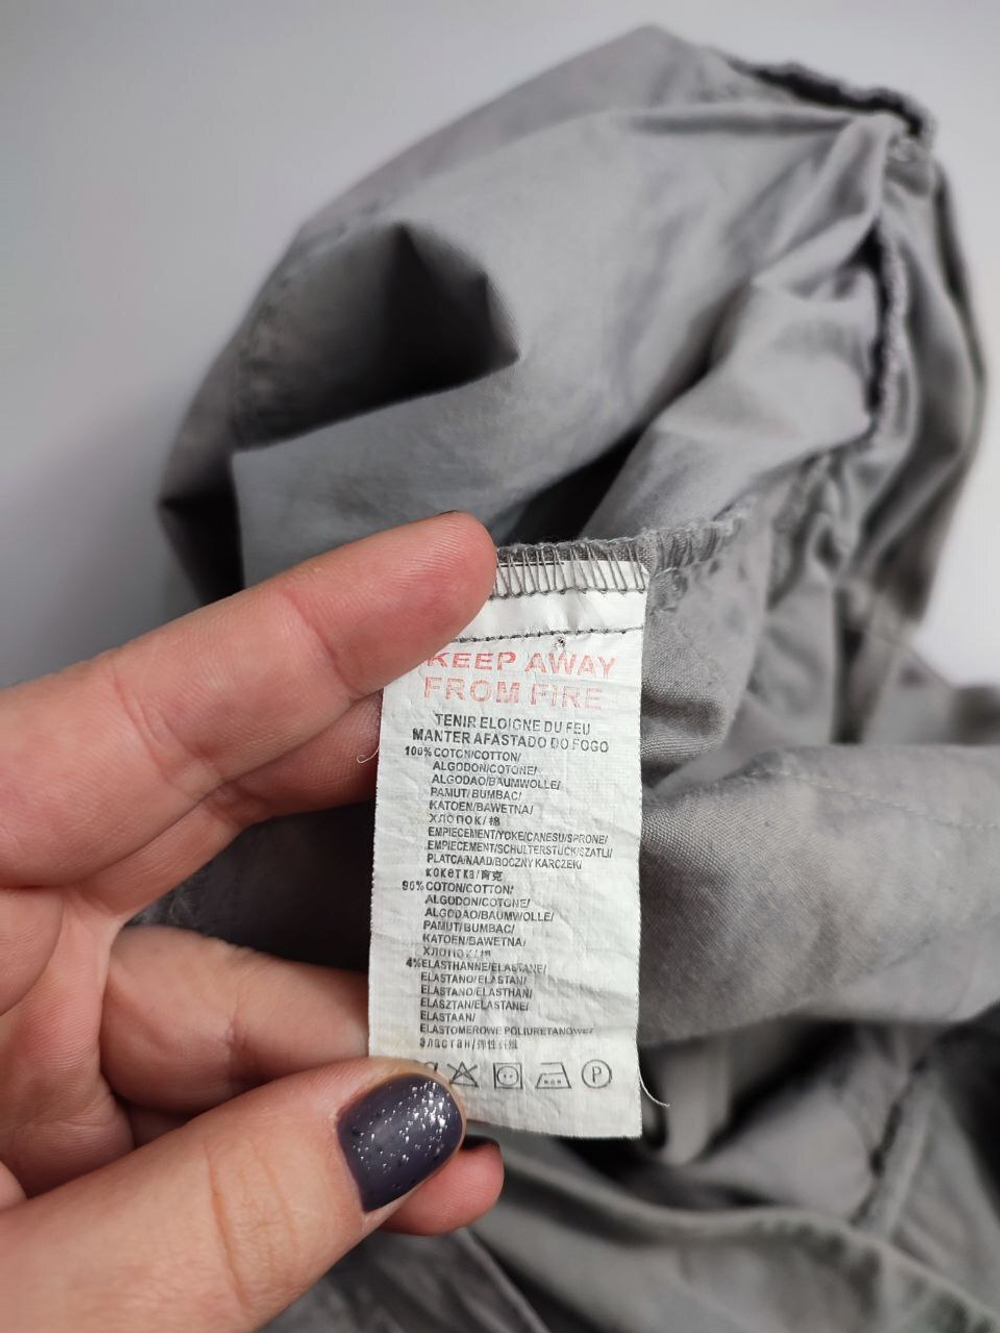 KEEP AWAY
FROM FIRE
TENIR ELOIGNE DU FEU
MANTER AFASTADO DO FOGO
100% COTON/COTTON/
ALGODON/COTONE/
ALGODAO/BAUMWOLLE/
PAMUT/BUMBAC/
KATOEN/BAWETNA/
ХЛОПОК/棉
EMPIECEMENT/YOKE/CANESU/SPRONE/
EMPIECEMENT/SCHULTERSTUCK/SZATLI/
PLATCA/NAAD/BOCZNY KARCZEK/
кокетка/育克
96% COTON/COTTON/
ALGODON/COTONE/
ALGODAO/BAUMWOLLE/
PAMUT/BUMBAC/
KATOEN/BAWETNA/
ХЛОПОК/
4% ELASTHANNE/ELASTANE/
ELASTANO/ELASTAN/
ELASTANO/ELASTHAN/
ELASZTAN/ELASTANE/
ELASTAAN/
ELASTOMEROWE POLIURETANOWE/
эластан/
P